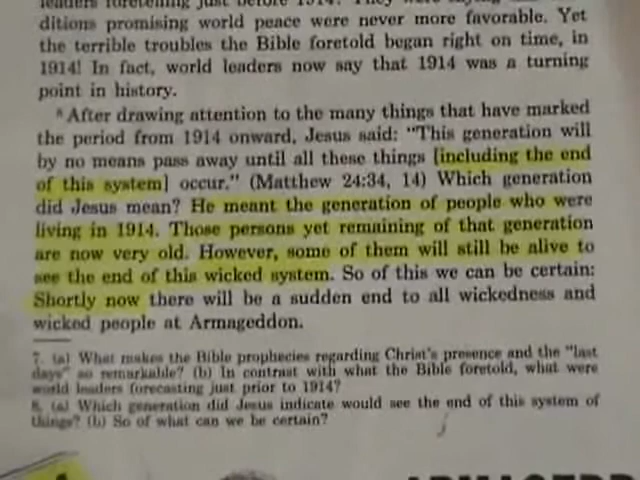 leaders foretelling just before 1914? They were saying
ditions promising world peace were never more favorable. Yet
the terrible troubles the Bible foretold began right on time, in
1914! In fact, world leaders now say that 1914 was a turning
point in history.
⁸ After drawing attention to the many things that have marked
the period from 1914 onward, Jesus said: "This generation will
by no means pass away until all these things [including the end
of this system] occur." (Matthew 24:34, 14) Which generation
did Jesus mean? He meant the generation of people who were
living in 1914. Those persons yet remaining of that generation
are now very old. However, some of them will still be alive to
see the end of this wicked system. So of this we can be certain:
Shortly now there will be a sudden end to all wickedness and
wicked people at Armageddon.
7. (a) What makes the Bible prophecies regarding Christ's presence and the "last
days" so remarkable? (b) In contrast with what the Bible foretold, what were
world leaders forecasting just prior to 1914?
8. (a) Which generation did Jesus indicate would see the end of this system of
things? (b) So of what can we be certain?